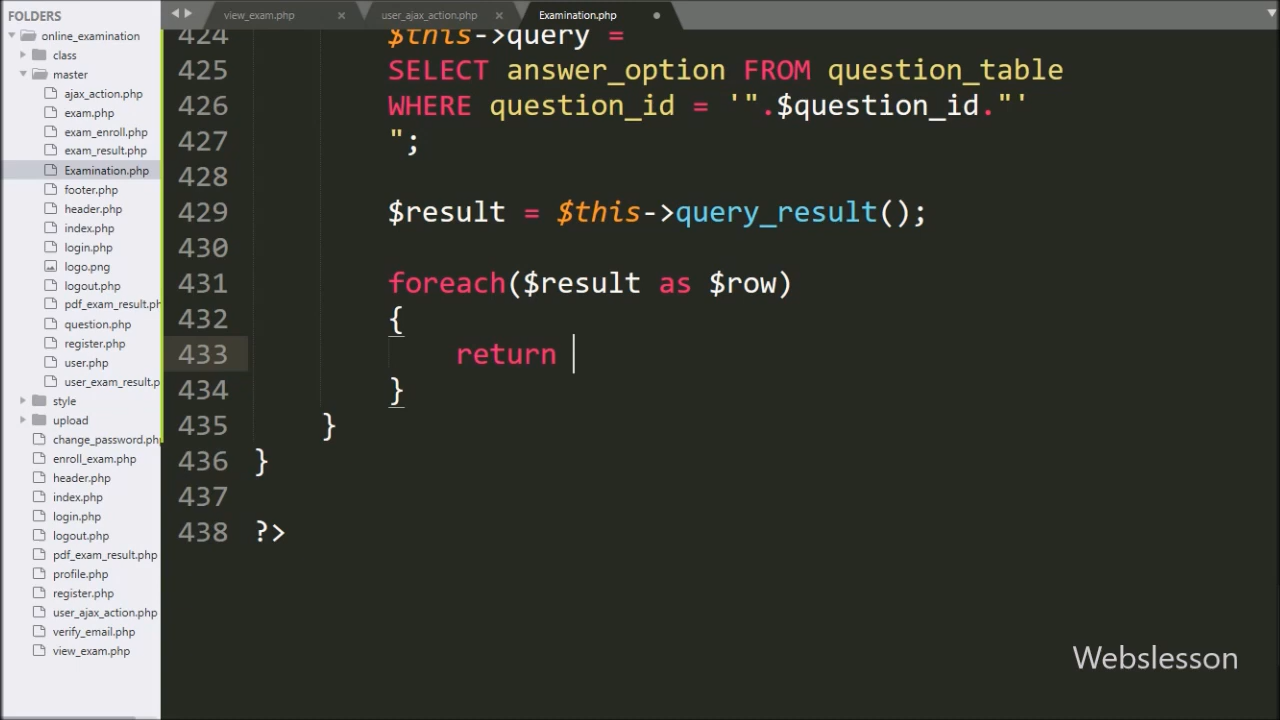 FOLDERS
online_examination
class
master
ajax_action.php
exam.php
exam_enroll.php
exam_result.php
Examination.php
footer.php
header.php
index.php
login.php
logo.png
logout.php
pdf_exam_result.ph
question.php
register.php
user.php
user_exam_result.p
style
upload
change_password.ph
enroll_exam.php
header.php
index.php
login.php
logout.php
pdf_exam_result.php
profile.php
register.php
user_ajax_action.php
verify_email.php
view_exam.php
view_exam.php × user_ajax_action.php × Examination.php
424 $this->query =
425 SELECT answer_option FROM question_table
426 WHERE question_id = '".$question_id."'
427 ";
428
429 $result = $this->query_result();
430
431 foreach($result as $row)
432 {
433 return
434 }
435 }
436 }
437
438 ?>
Webslesson